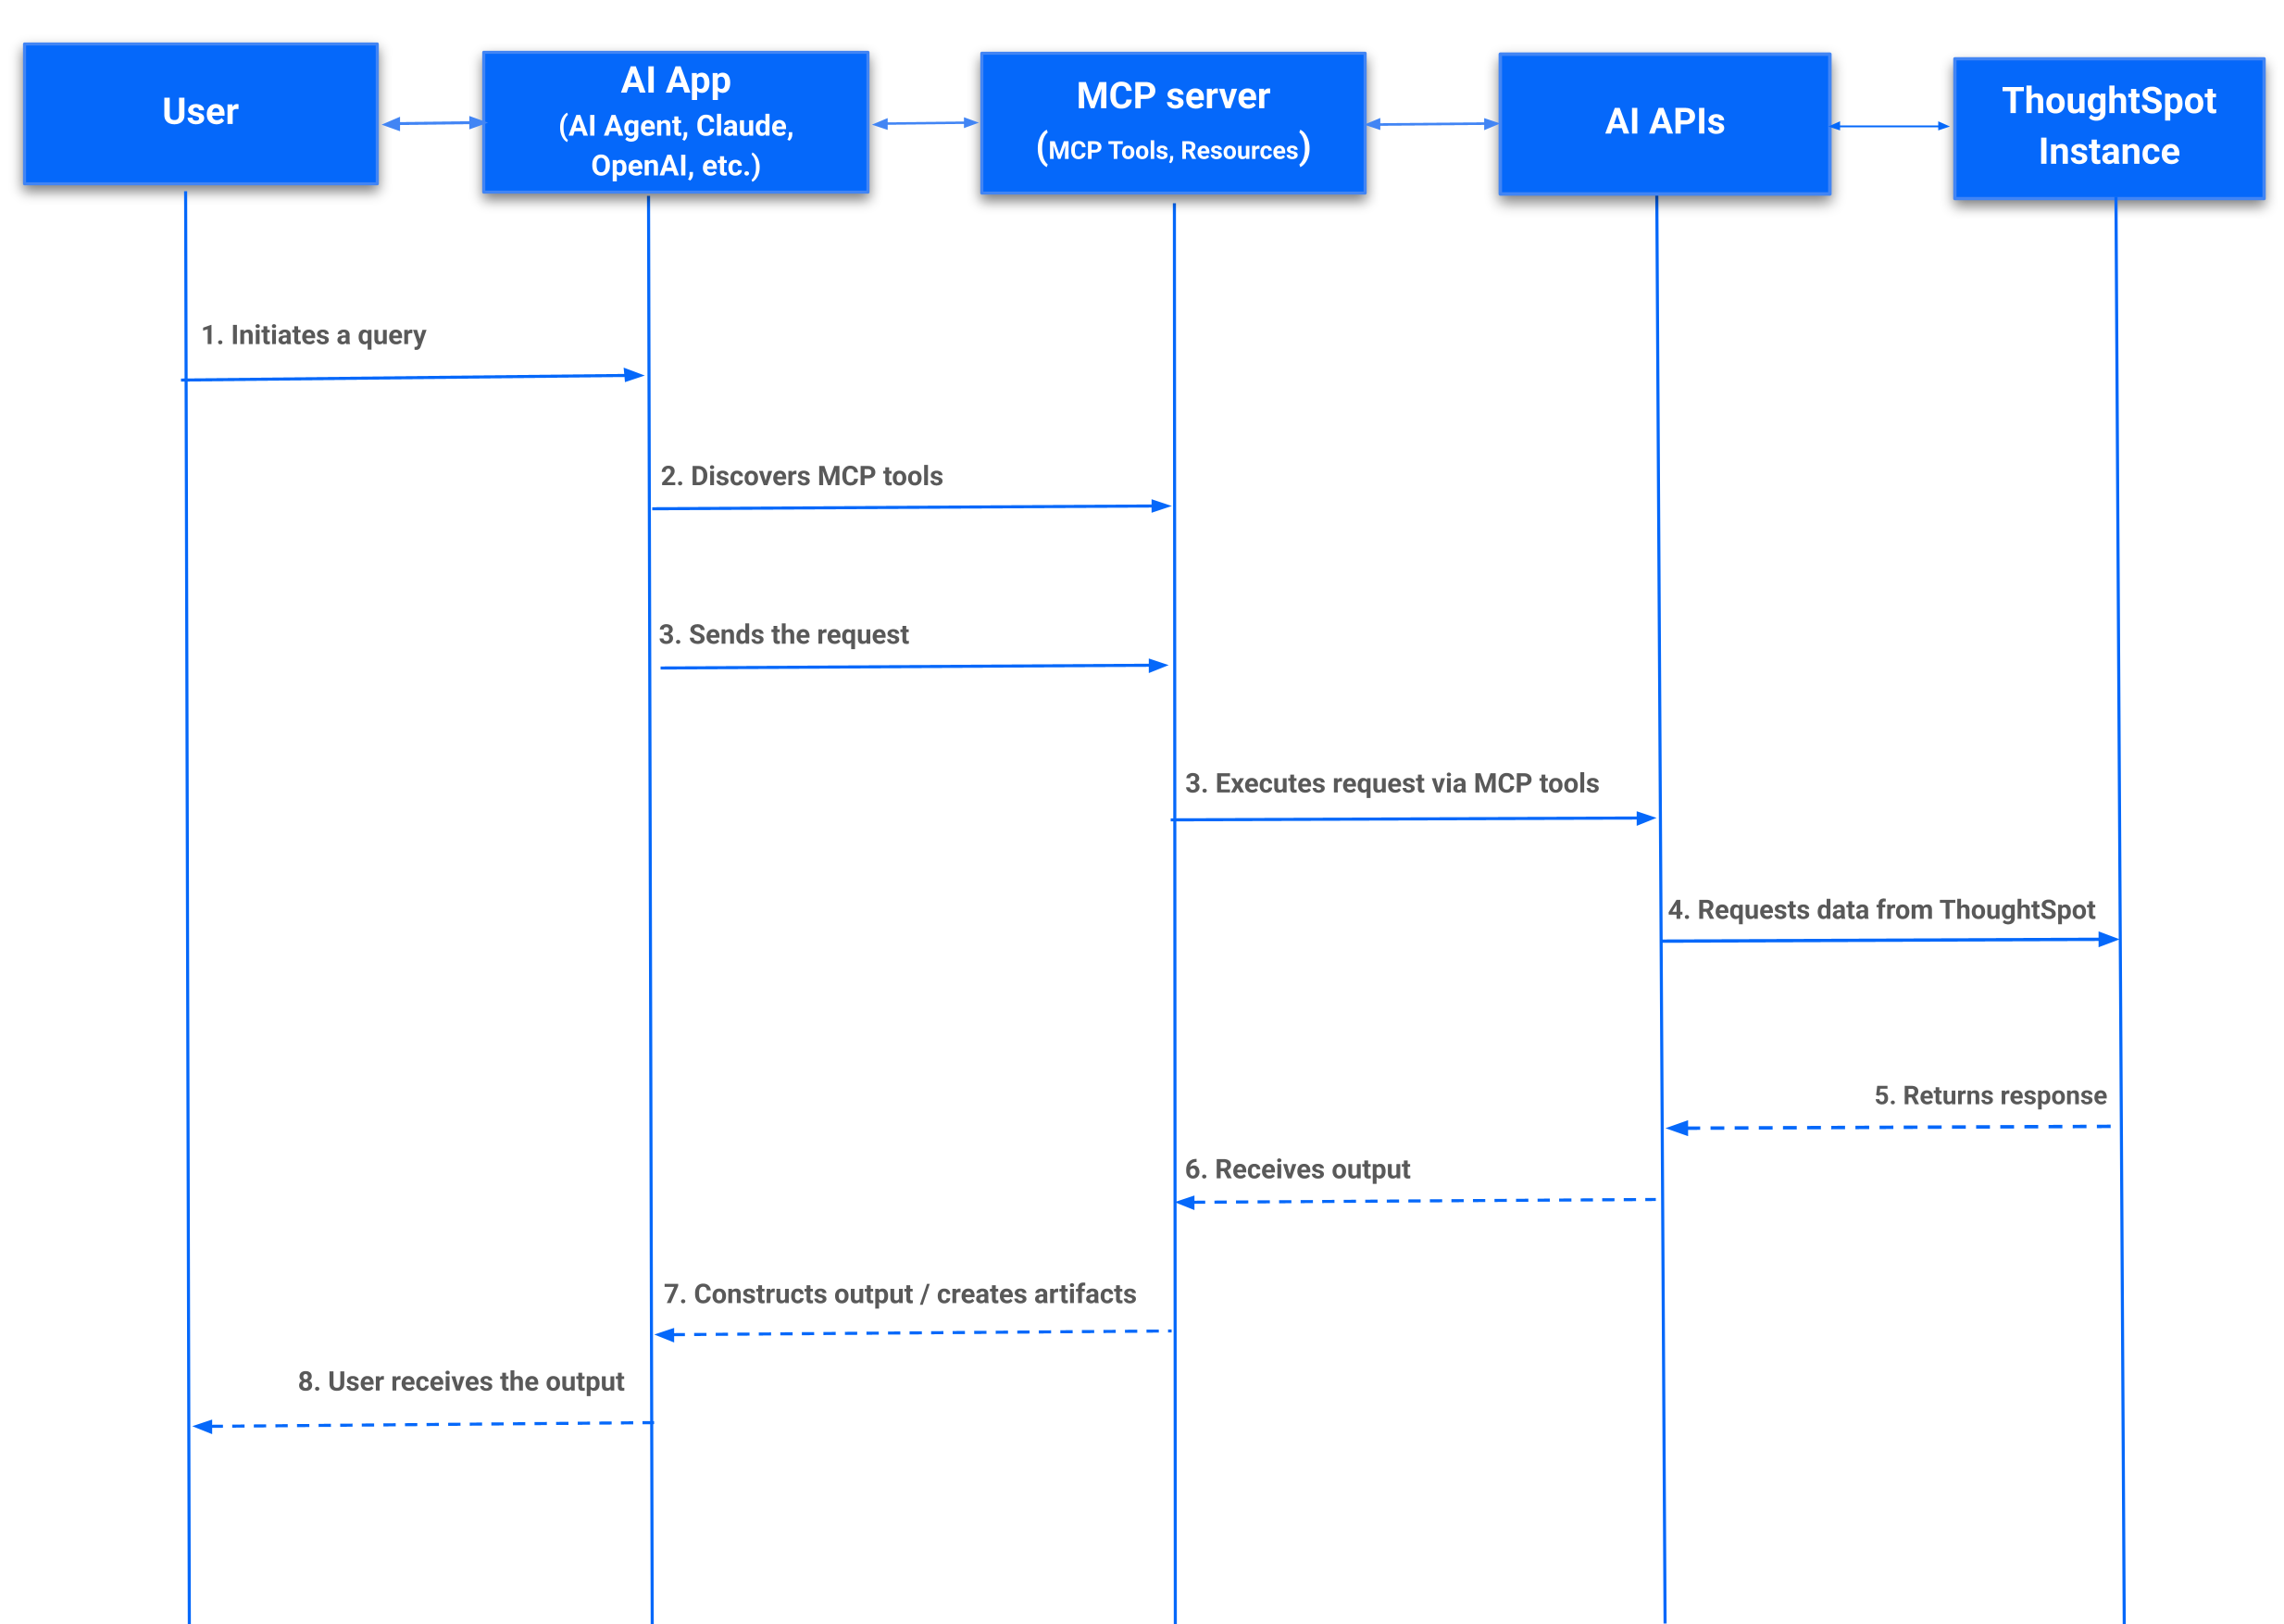 User
AI App
(AI Agent, Claude,
OpenAI, etc.)
MCP server
(MCP Tools, Resources)
AI APIs
ThoughtSpot
Instance
1. Initiates a query
2. Discovers MCP tools
3. Sends the request
3. Executes request via MCP tools
4. Requests data from ThoughtSpot
5. Returns response
6. Receives output
7. Constructs output / creates artifacts
8. User receives the output